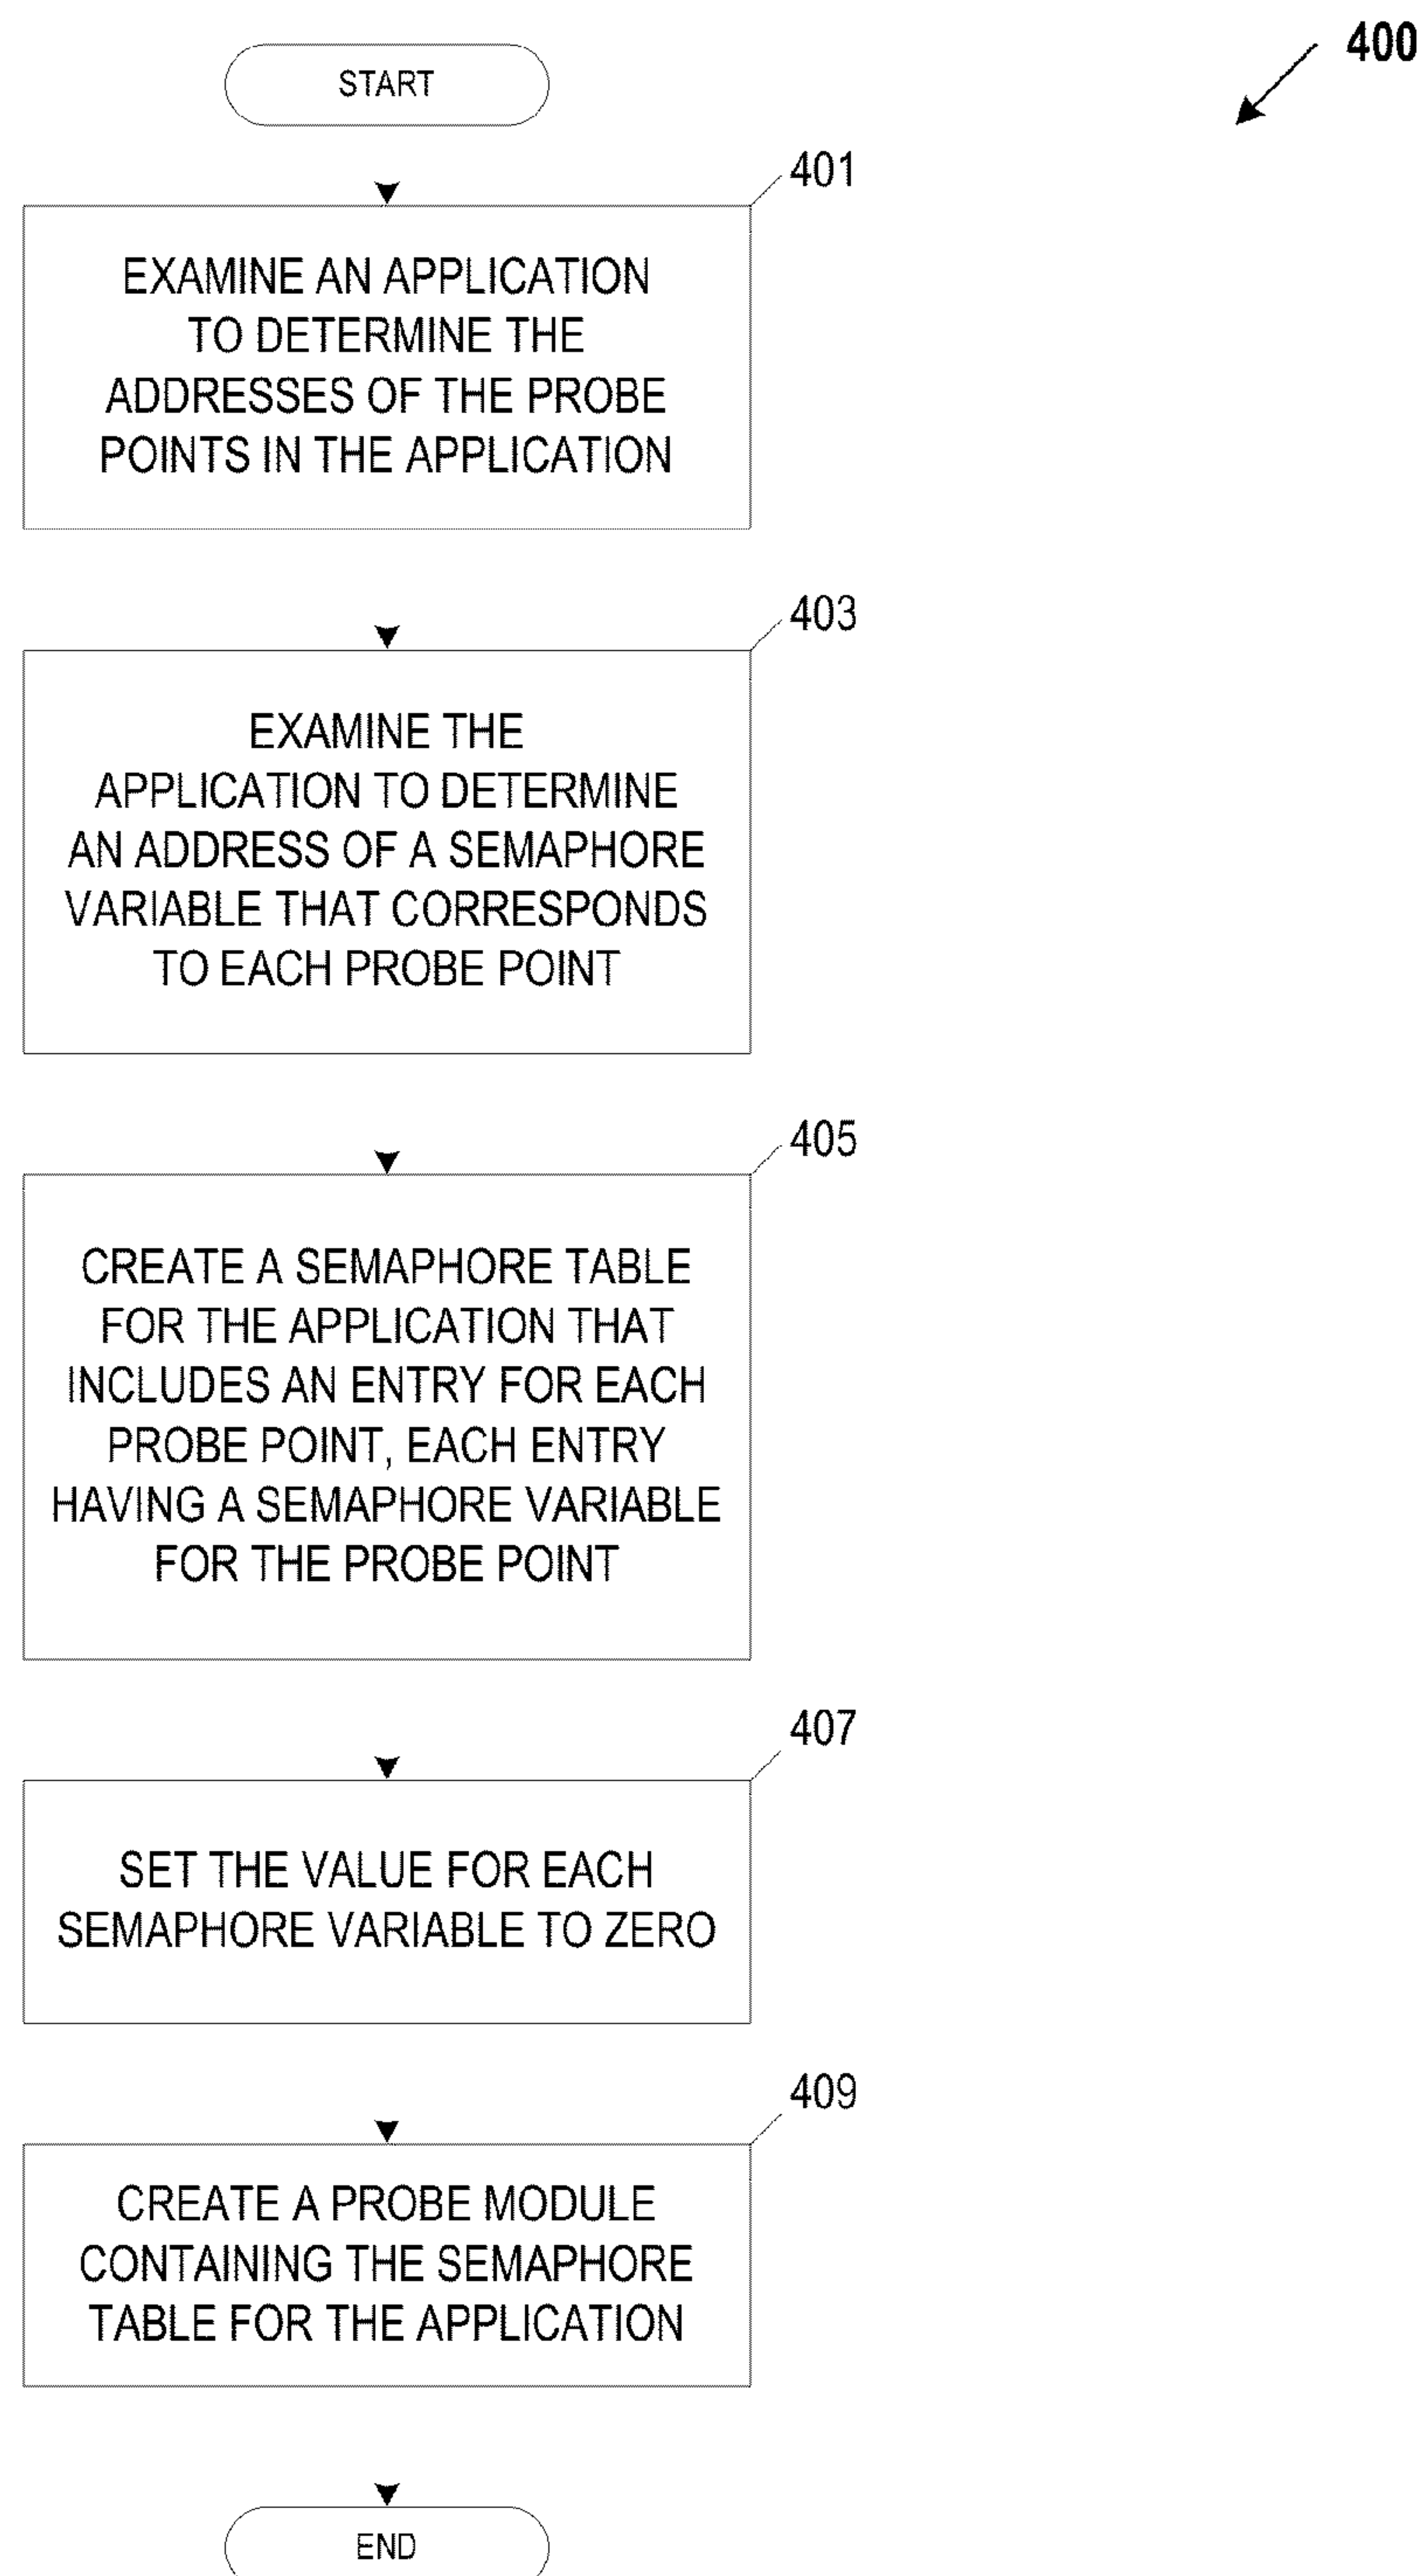 400
START
401
EXAMINE AN APPLICATION
TO DETERMINE THE
ADDRESSES OF THE PROBE
POINTS IN THE APPLICATION
403
EXAMINE THE
APPLICATION TO DETERMINE
AN ADDRESS OF A SEMAPHORE
VARIABLE THAT CORRESPONDS
TO EACH PROBE POINT
405
CREATE A SEMAPHORE TABLE
FOR THE APPLICATION THAT
INCLUDES AN ENTRY FOR EACH
PROBE POINT, EACH ENTRY
HAVING A SEMAPHORE VARIABLE
FOR THE PROBE POINT
407
SET THE VALUE FOR EACH
SEMAPHORE VARIABLE TO ZERO
409
CREATE A PROBE MODULE
CONTAINING THE SEMAPHORE
TABLE FOR THE APPLICATION
END